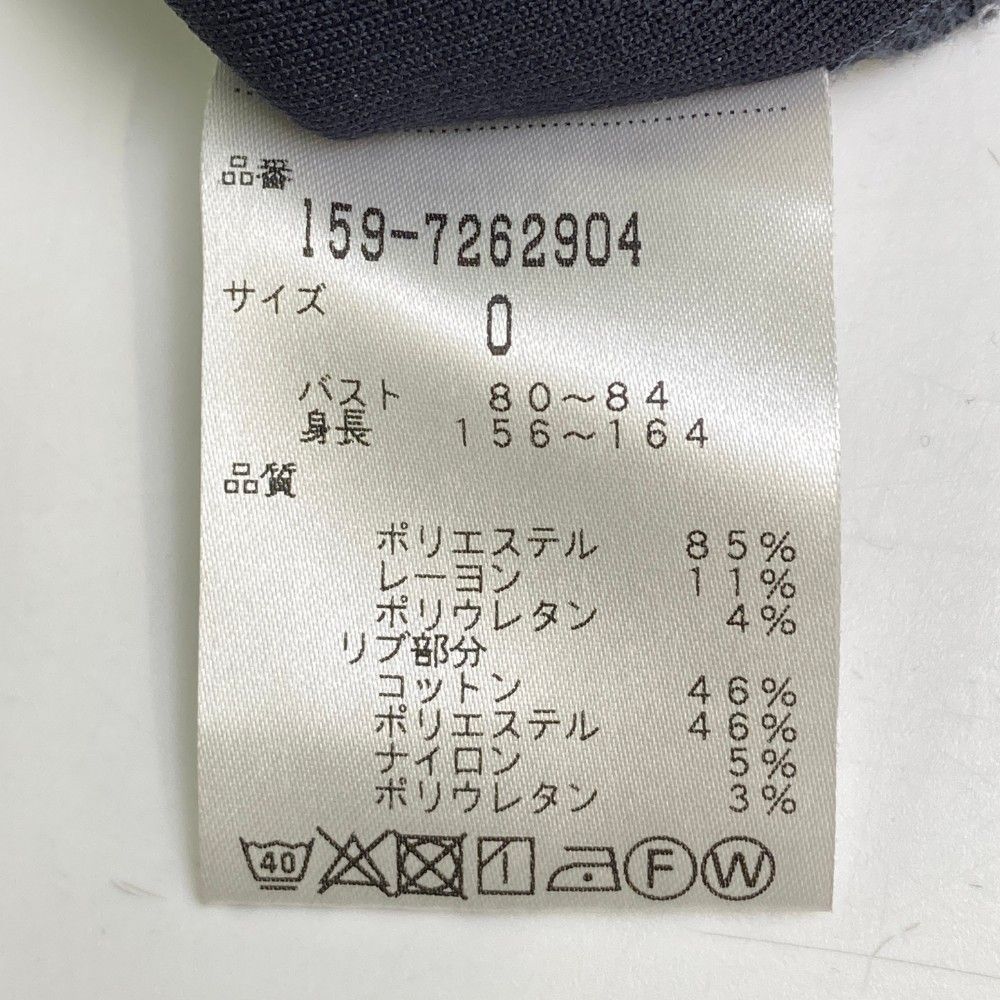 品番
159-7262904
サイズ
0
バスト 80～84
身長 156～164
品質
ポリエステル 85%
レーヨン 11%
ポリウレタン 4%
リブ部分
コットン 46%
ポリエステル 46%
ナイロン 5%
ポリウレタン 3%
40 F W